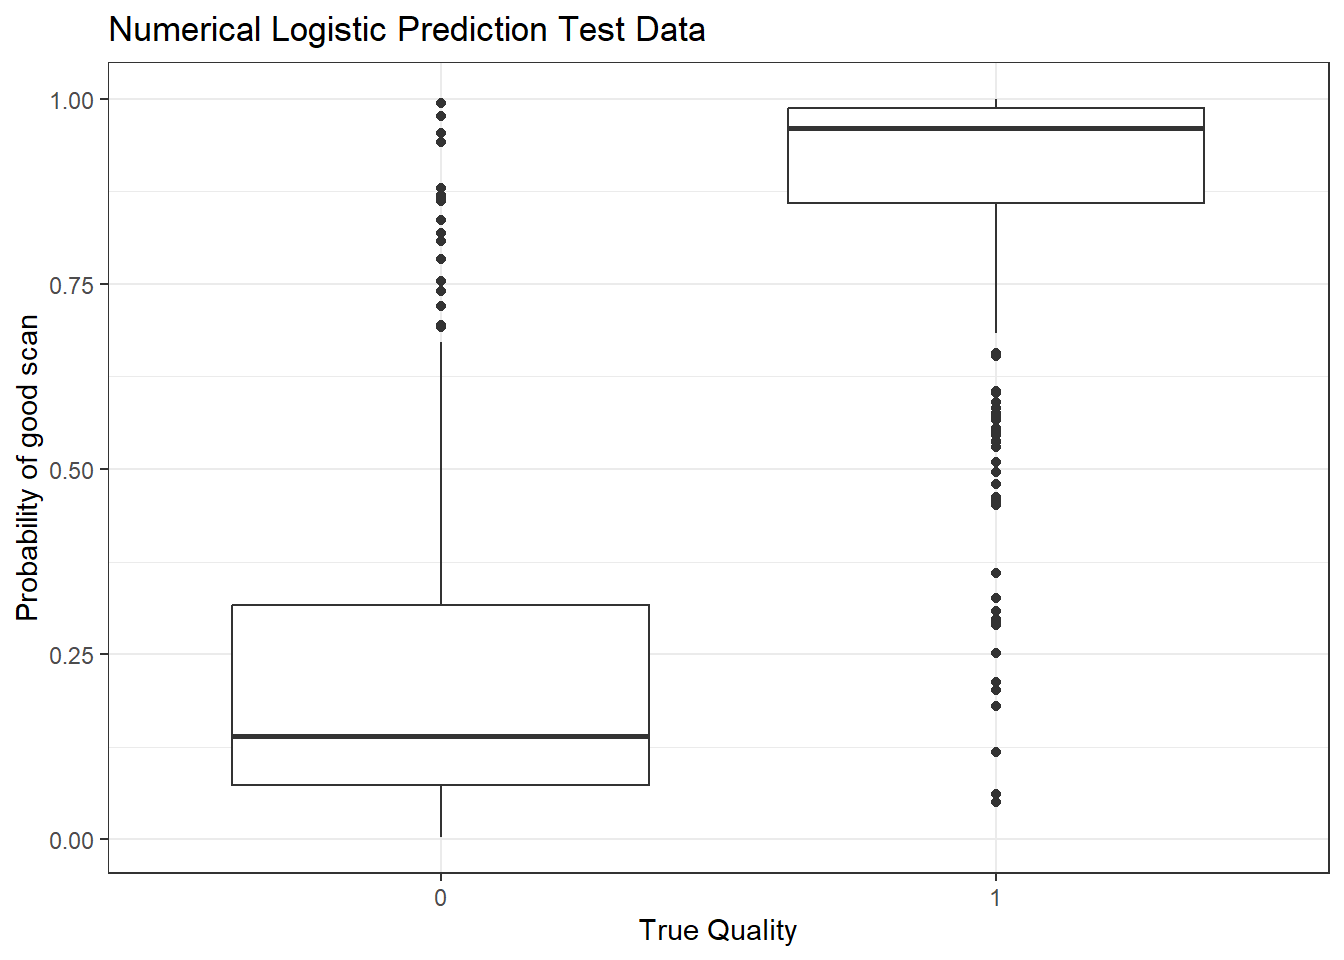 Numerical Logistic Prediction Test Data
1.00
0.75
0.50
0.25
0.00
Probability of good scan
0 1
True Quality